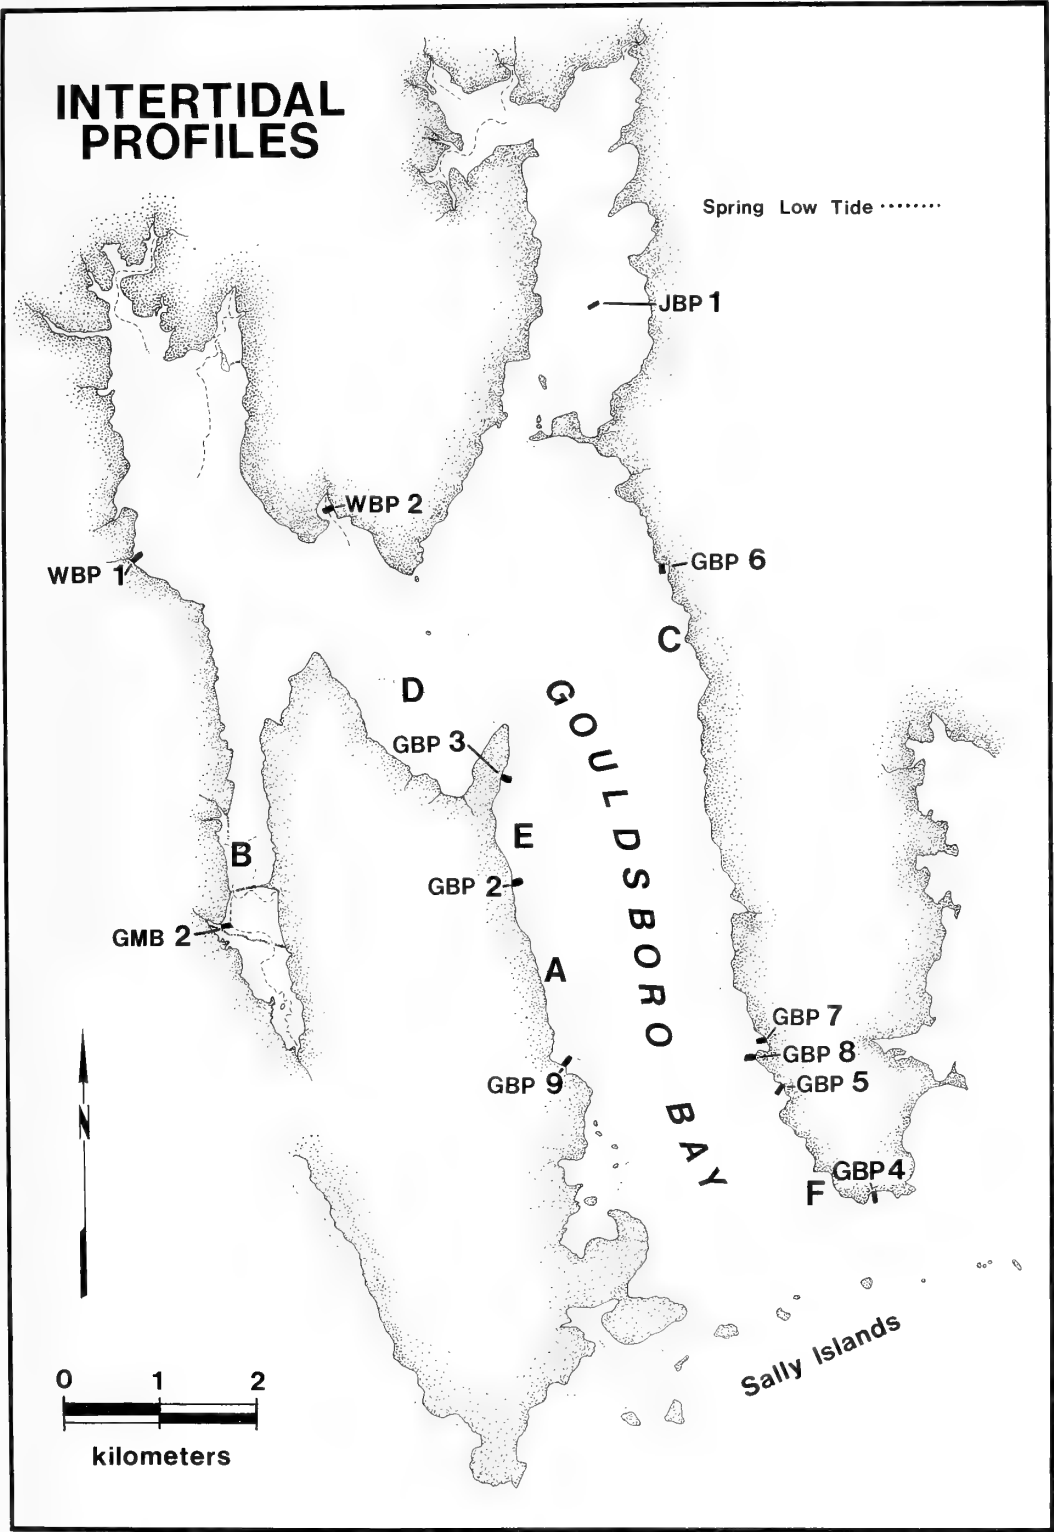 INTERTIDAL
PROFILES
Spring Low Tide
JBP 1
WBP 2
GBP 6
WBP 1
C
D
GOULDSBORO BAY
GBP 3
E
B
GBP 2
GMB 2
A
GBP 7
GBP 8
GBP 5
GBP 9
N
GBP 4
F
Sally Islands
0 1 2
kilometers